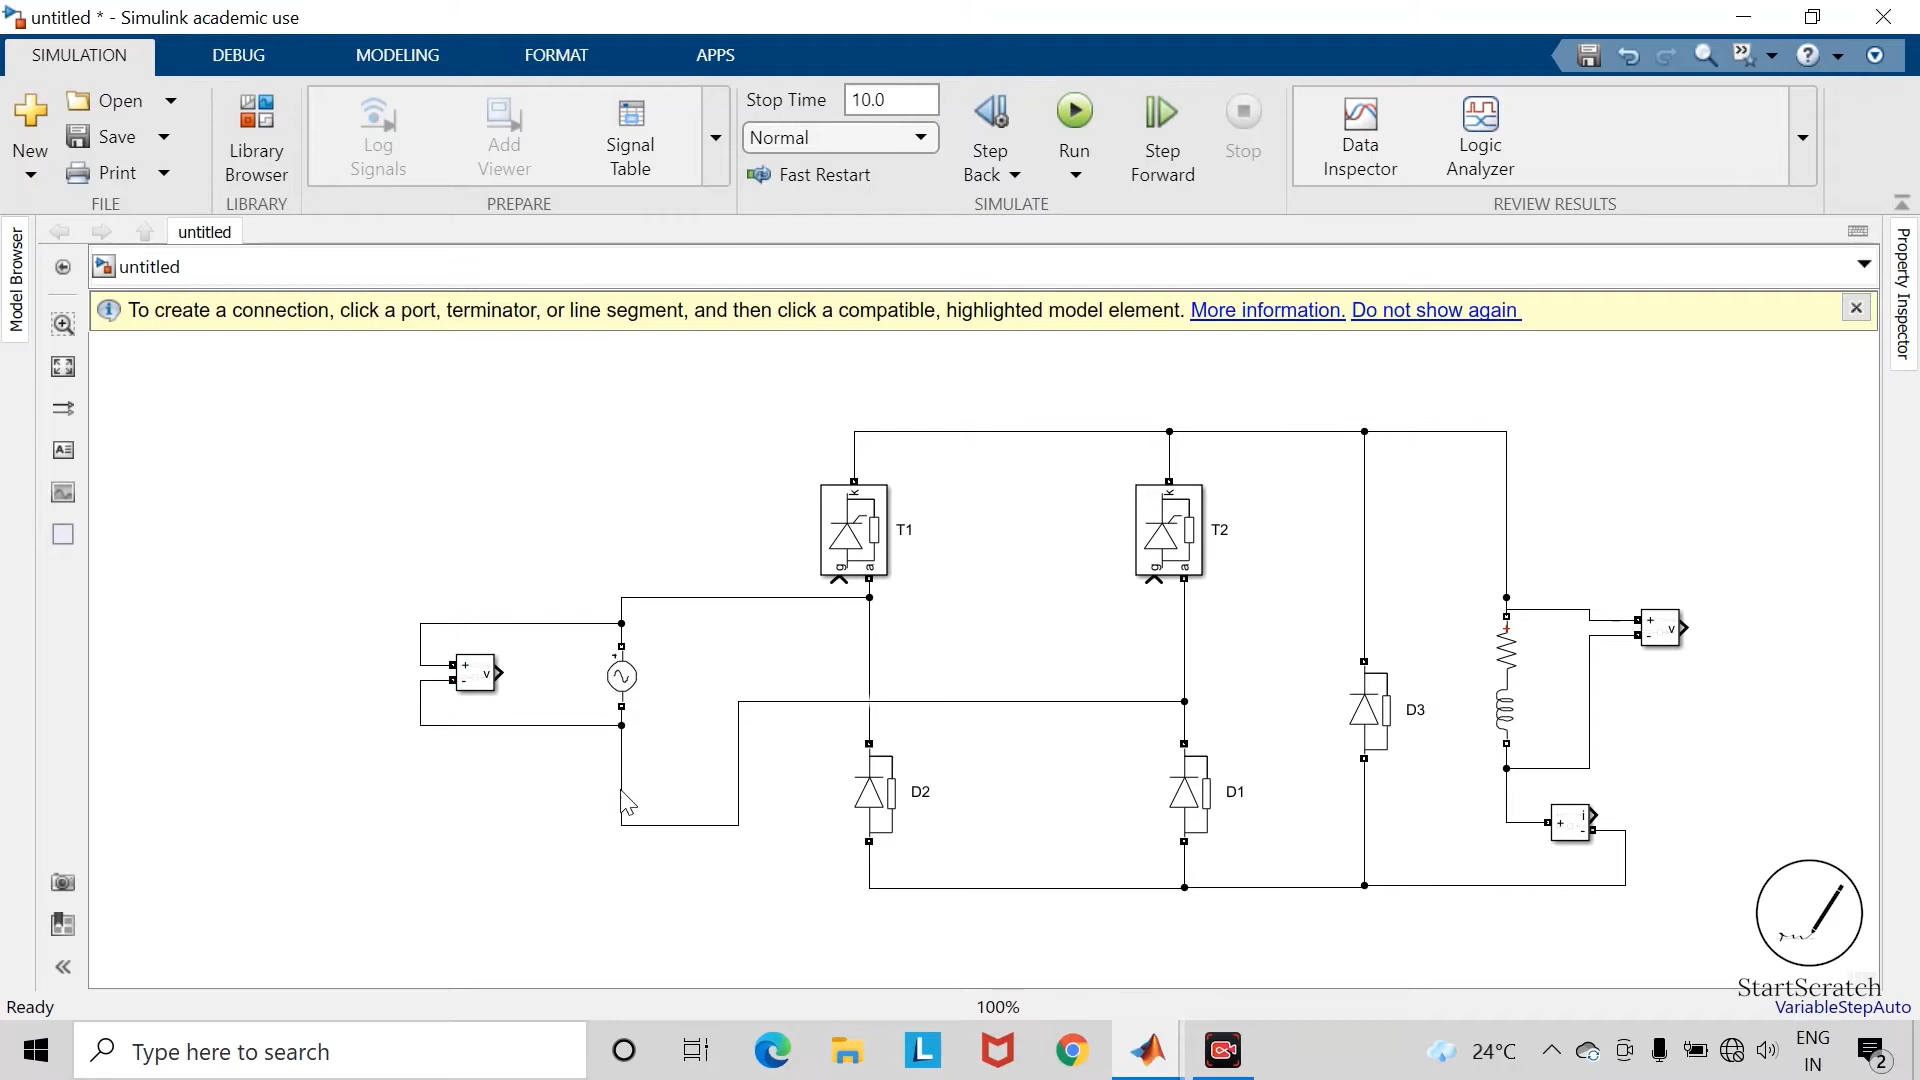 untitled * - Simulink academic use
SIMULATION DEBUG MODELING FORMAT APPS
New
Open
Save
Print
FILE
Library Browser
LIBRARY
Log Signals
Add Viewer
Signal Table
PREPARE
Stop Time 10.0
Normal
Fast Restart
Step Back
Run
Step Forward
Stop
SIMULATE
Data Inspector
Logic Analyzer
REVIEW RESULTS
Model Browser
untitled
untitled
Property Inspector
To create a connection, click a port, terminator, or line segment, and then click a compatible, highlighted model element. More information. Do not show again
k
g a
T1
k
g a
T2
+
- v
+
D2
D1
D3
+
+
- v
+ i
-
StartScratch
Ready
100%
VariableStepAuto
Type here to search
L
24°C
ENG
IN
2